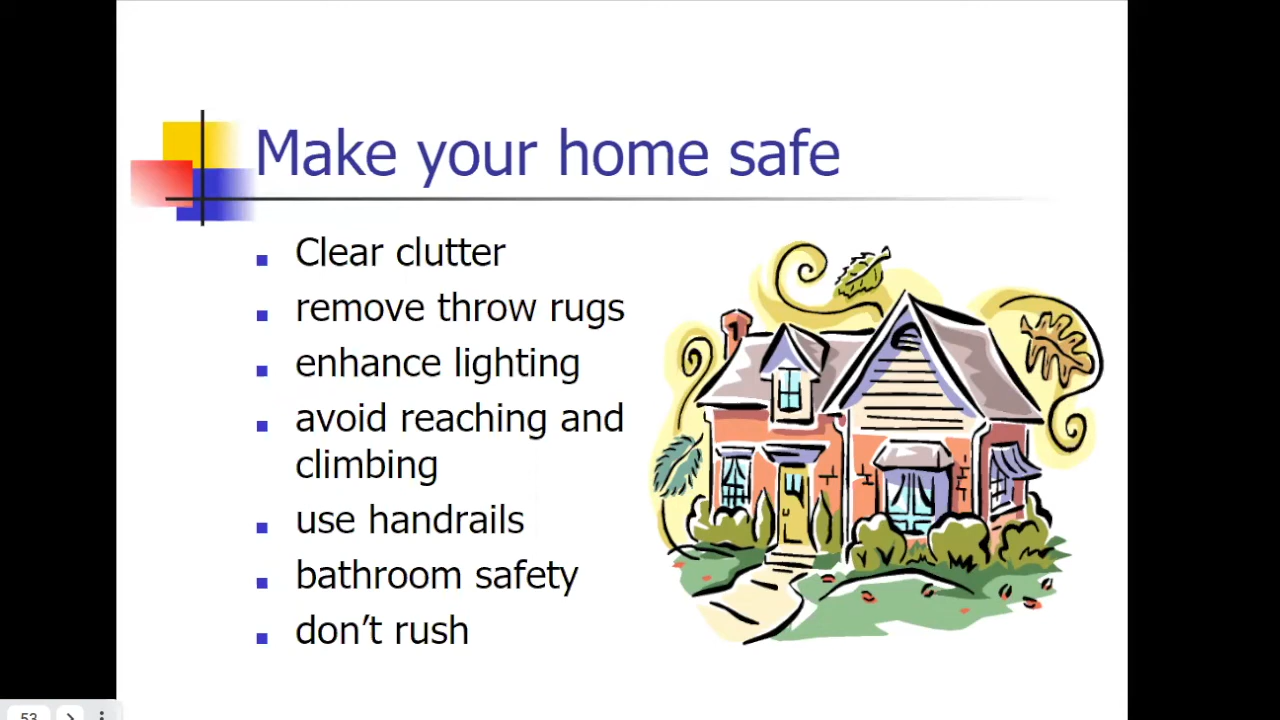 Make your home safe
Clear clutter
remove throw rugs
enhance lighting
avoid reaching and
climbing
use handrails
bathroom safety
don’t rush
53